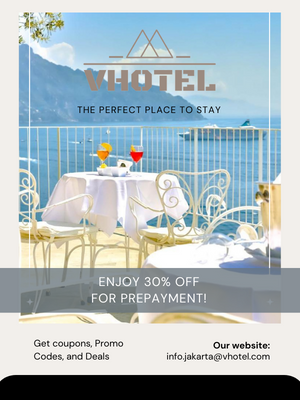 VHOTEL
THE PERFECT PLACE TO STAY
ENJOY 30% OFF
FOR PREPAYMENT!
Get coupons, Promo
Codes, and Deals
Our website:
info.jakarta@vhotel.com